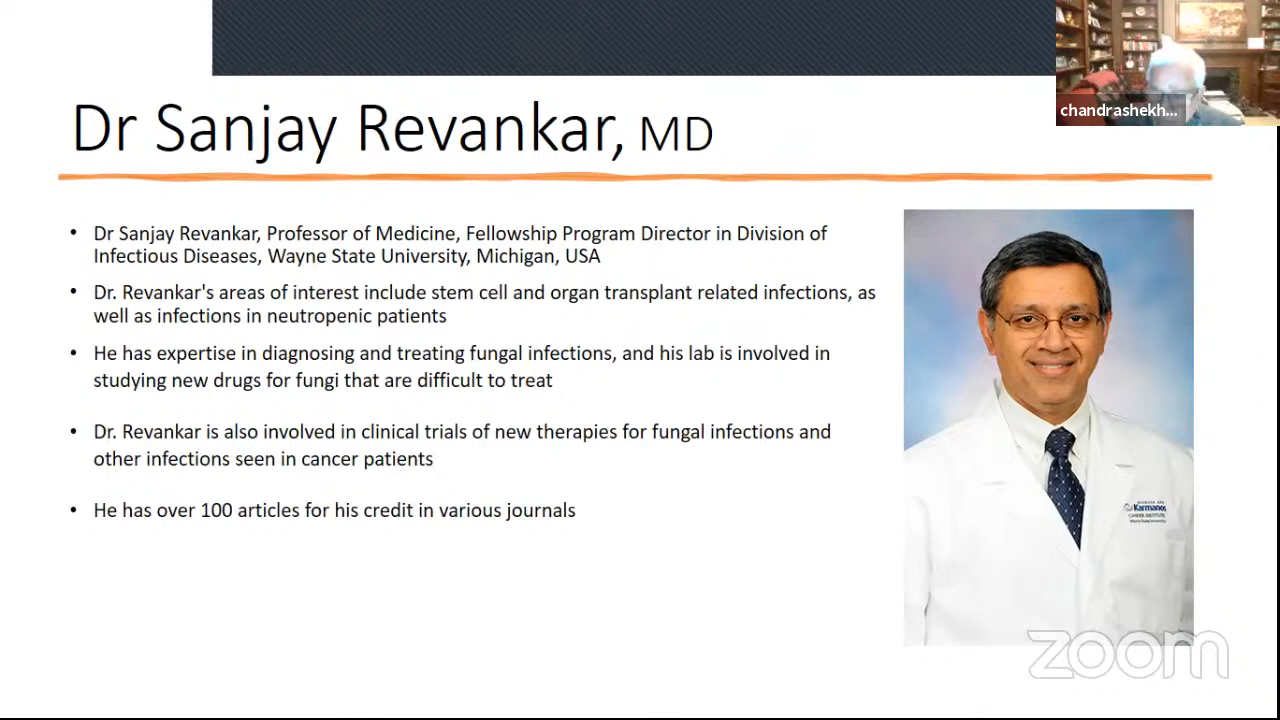 chandrashekh...
Dr Sanjay Revankar, MD
• Dr Sanjay Revankar, Professor of Medicine, Fellowship Program Director in Division of
Infectious Diseases, Wayne State University, Michigan, USA
• Dr. Revankar's areas of interest include stem cell and organ transplant related infections, as
well as infections in neutropenic patients
• He has expertise in diagnosing and treating fungal infections, and his lab is involved in
studying new drugs for fungi that are difficult to treat
• Dr. Revankar is also involved in clinical trials of new therapies for fungal infections and
other infections seen in cancer patients
• He has over 100 articles for his credit in various journals
Karmanos
CANCER INSTITUTE
Wayne State University
zoom